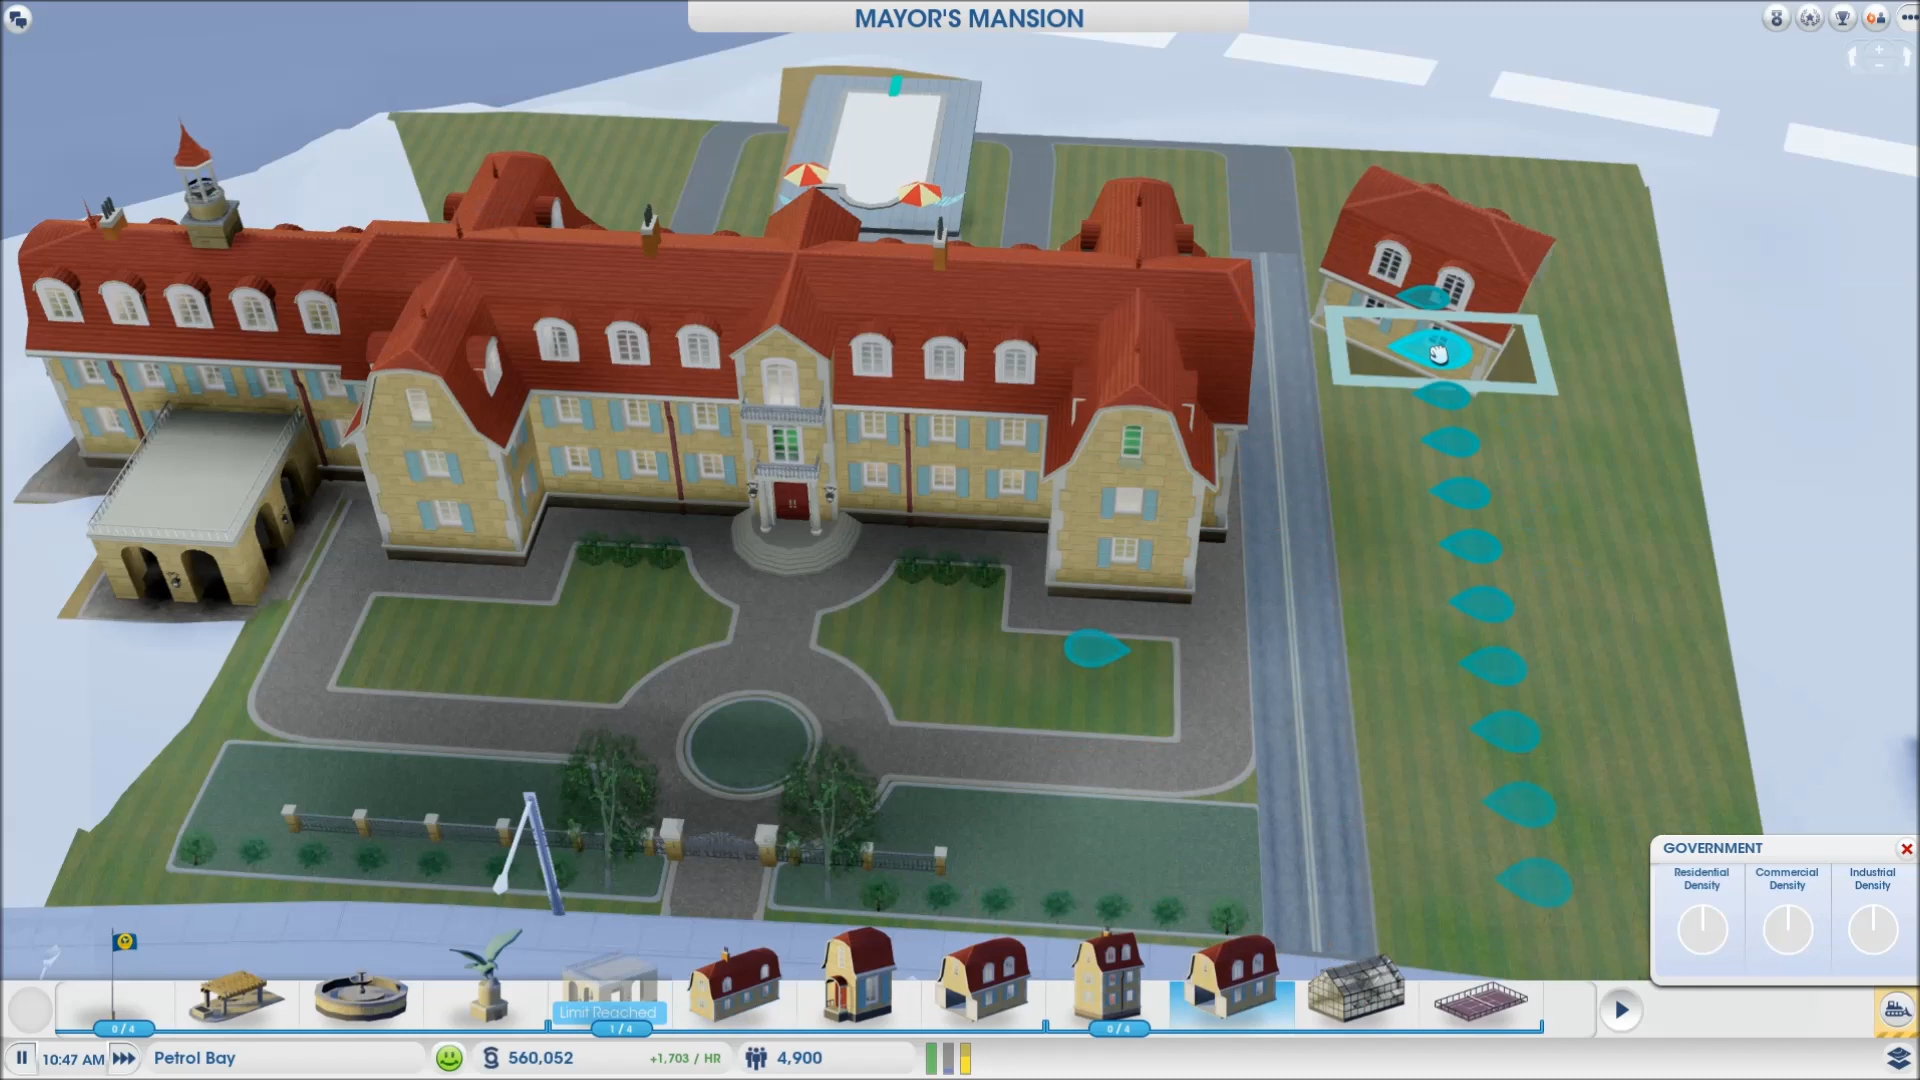 MAYOR'S MANSION
GOVERNMENT
Residential Density
Commercial Density
Industrial Density
Limit Reached
0 / 4
1 / 4
0 / 4
10:47 AM
Petrol Bay
560,052
+1,703 / HR
4,900